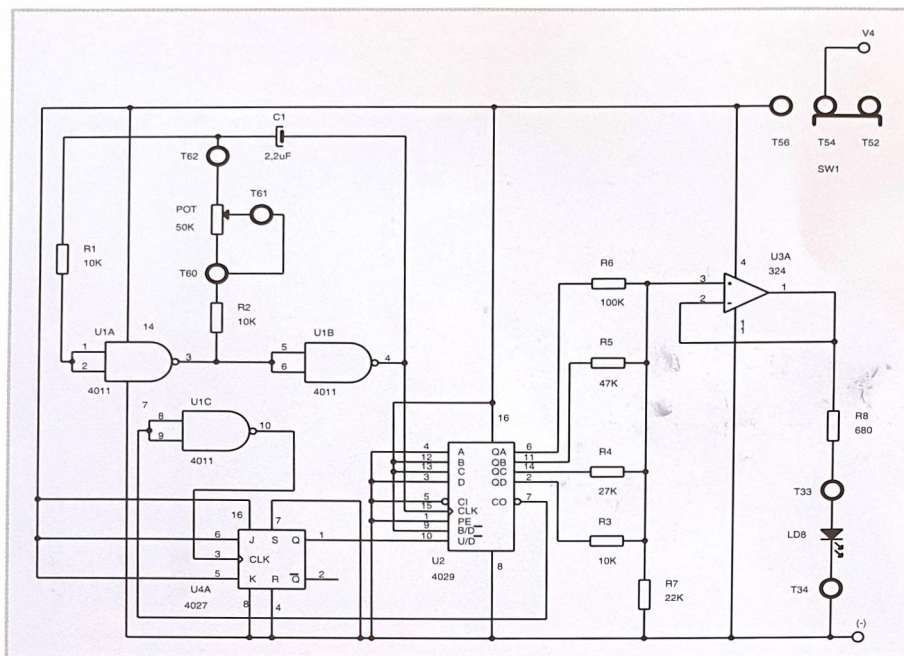 V4
C1
2,2uF
T62
T56
T54
T52
SW1
T61
POT
50K
T60
R1
10K
R2
10K
R6
100K
U3A
324
4
3
2
1
1
1
U1A
14
1
2
3
4011
U1B
5
6
4
4011
R5
47K
7
U1C
8
9
10
4011
16
R8
680
4
12
13
3
A
B
C
D
QA
QB
QC
QD
6
11
14
2
R4
27K
5
15
1
9
10
CI
CLK
PE
B/D
U/D
CO
7
R3
10K
T33
LD8
T34
16
7
6
3
5
J
S
Q
CLK
K
R
Q
1
2
U4A
4027
8
4
U2
4029
8
R7
22K
(-)